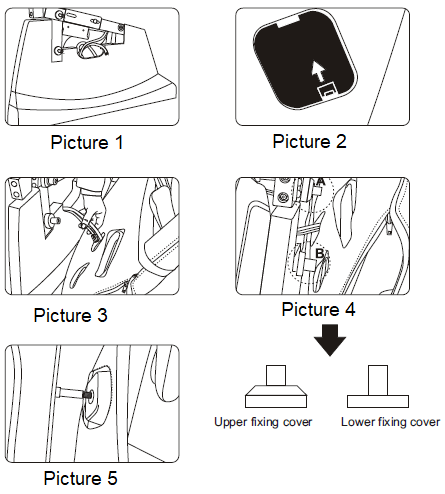 Picture 1
Picture 2
A
B
Picture 3
Picture 4
Upper fixing cover
Lower fixing cover
Picture 5